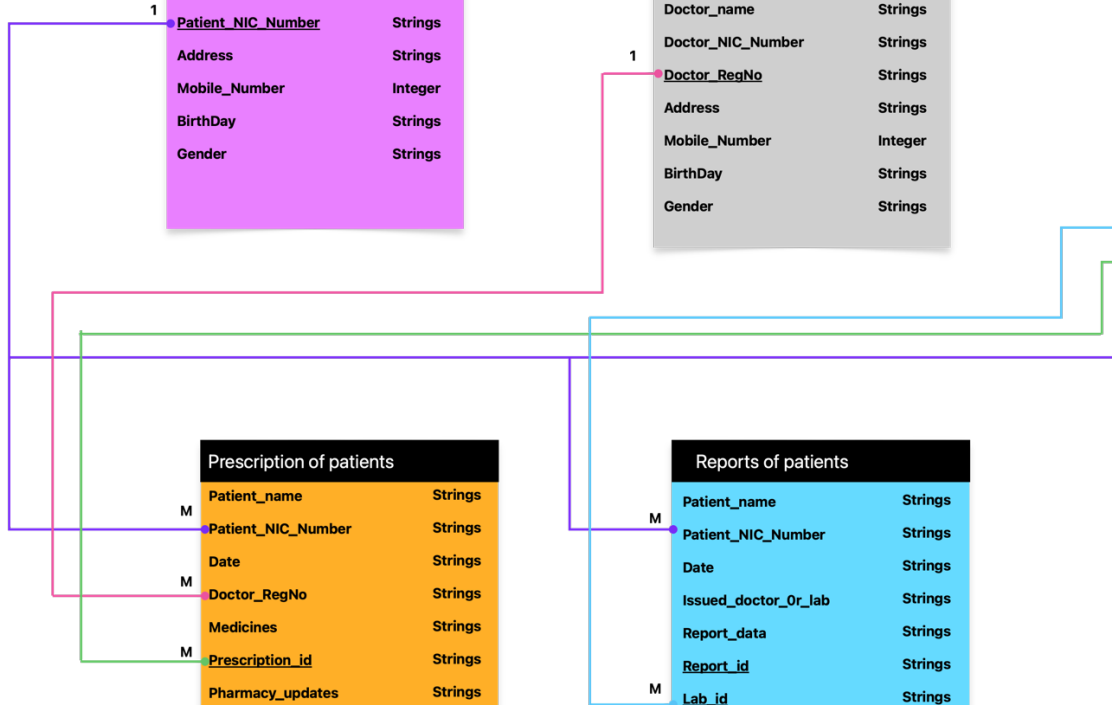 1
Patient_NIC_Number Strings
Address Strings
Mobile_Number Integer
BirthDay Strings
Gender Strings
Doctor_name Strings
Doctor_NIC_Number Strings
1
Doctor_RegNo Strings
Address Strings
Mobile_Number Integer
BirthDay Strings
Gender Strings
Prescription of patients
Patient_name Strings
M
Patient_NIC_Number Strings
Date Strings
M
Doctor_RegNo Strings
Medicines Strings
M
Prescription_id Strings
Pharmacy_updates Strings
Reports of patients
Patient_name Strings
M
Patient_NIC_Number Strings
Date Strings
Issued_doctor_0r_lab Strings
Report_data Strings
Report_id Strings
M
Lab_id Strings